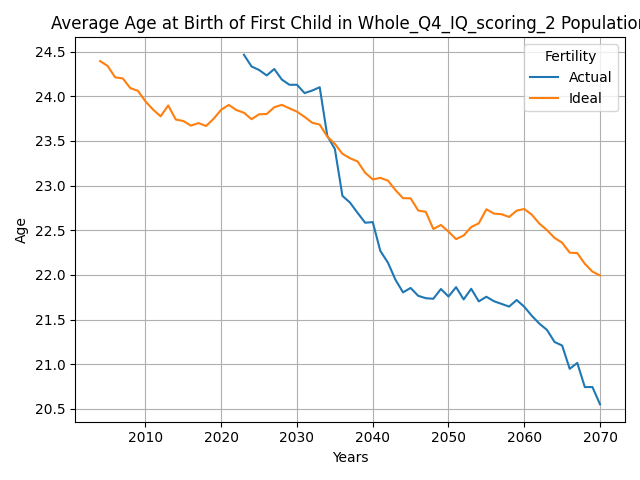 Average Age at Birth of First Child in Whole_Q4_IQ_scoring_2 Population
Fertility
Actual
Ideal
24.5
24.0
23.5
23.0
22.5
22.0
21.5
21.0
20.5
Age
2010 2020 2030 2040 2050 2060 2070
Years